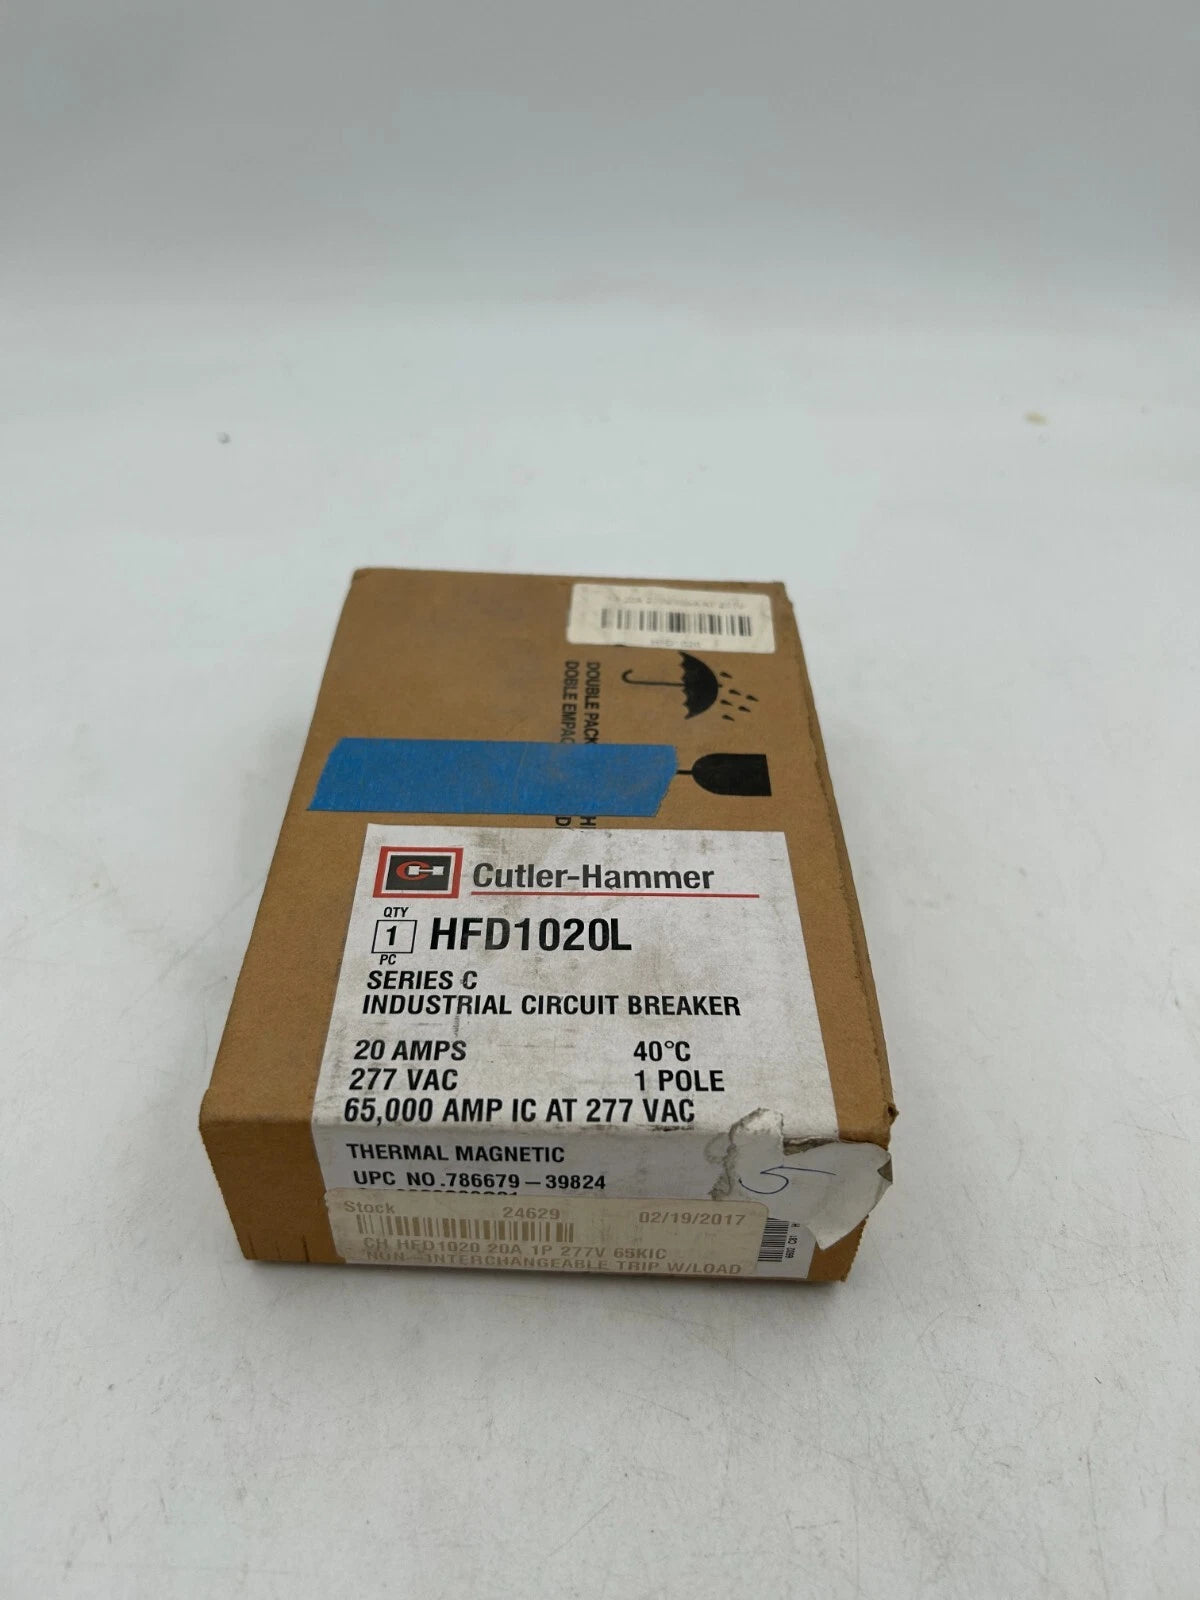 DOUBLE PACK
DOBLE EMPAC
Cutler-Hammer
QTY
1
PC
HFD1020L
SERIES C
INDUSTRIAL CIRCUIT BREAKER
20 AMPS 40°C
277 VAC 1 POLE
65,000 AMP IC AT 277 VAC
THERMAL MAGNETIC
UPC NO.786679-39824
5
Stock 24629 02/19/2017
CH HFD1020 20A 1P 277V 65KIC
NON-INTERCHANGEABLE TRIP W/LOAD